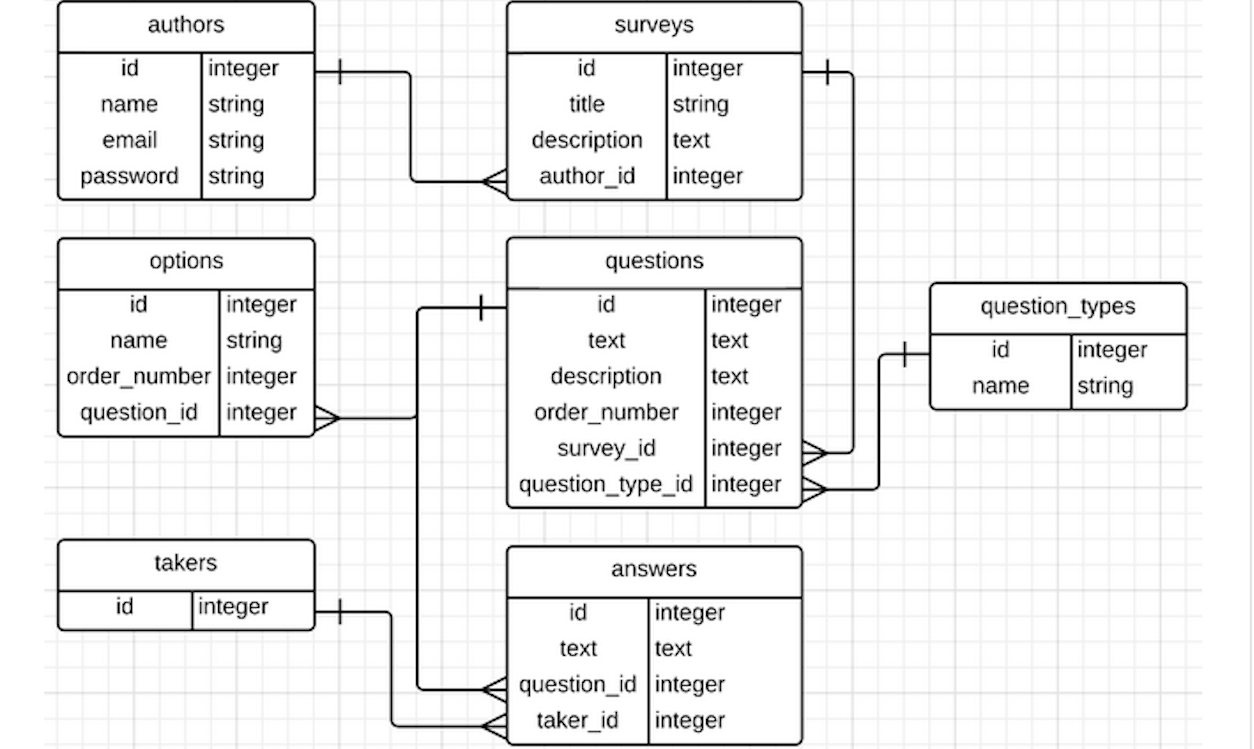 authors
id integer
name string
email string
password string
surveys
id integer
title string
description text
author_id integer
options
id integer
name string
order_number integer
question_id integer
questions
id integer
text text
description text
order_number integer
survey_id integer
question_type_id integer
question_types
id integer
name string
takers
id integer
answers
id integer
text text
question_id integer
taker_id integer